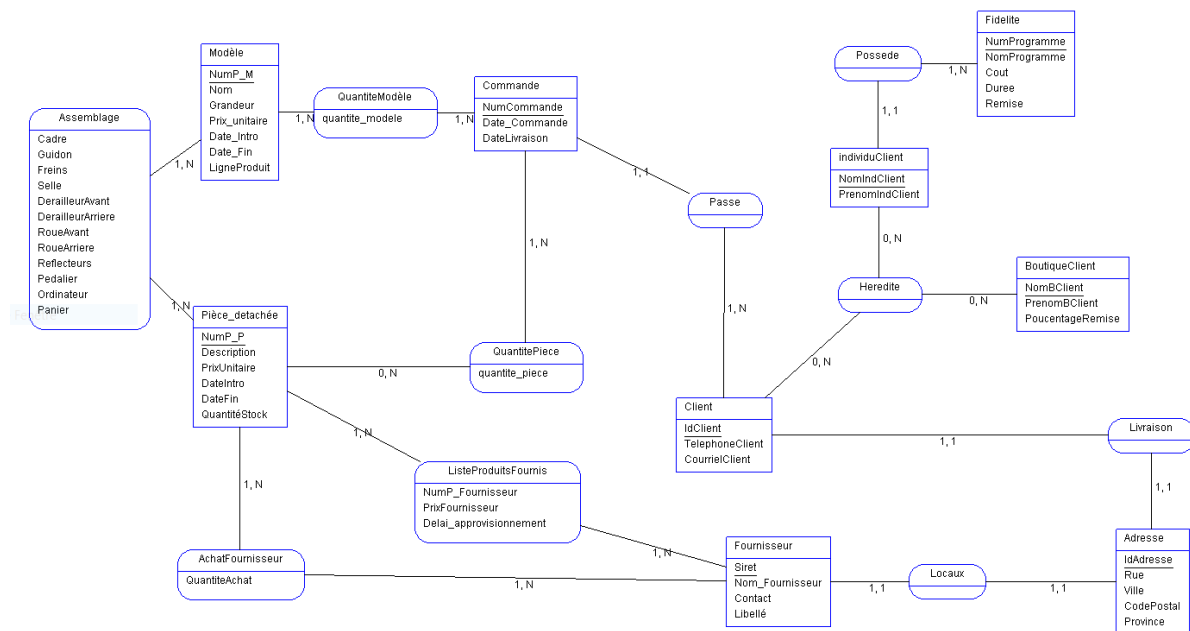 Fidelite
NumProgramme
NomProgramme
Cout
Duree
Remise
Possede
1, N
1, 1
Modèle
NumP_M
Nom
Grandeur
Prix_unitaire
Date_Intro
Date_Fin
LigneProduit
QuantiteModèle
quantite_modele
1, N
1, N
Commande
NumCommande
Date_Commande
DateLivraison
Assemblage
Cadre
Guidon
Freins
Selle
DerailleurAvant
DerailleurArriere
RoueAvant
RoueArriere
Reflecteurs
Pedalier
Ordinateur
Panier
1, N
1, N
individuClient
NomIndClient
PrenomIndClient
1, 1
Passe
1, N
0, N
Heredite
0, N
BoutiqueClient
NomBClient
PrenomBClient
PoucentageRemise
1, N
Pièce_detachée
NumP_P
Description
PrixUnitaire
DateIntro
DateFin
QuantitéStock
QuantitePiece
quantite_piece
0, N
0, N
Client
IdClient
TelephoneClient
CourrielClient
1, 1
Livraison
1, 1
1, N
1, N
ListeProduitsFournis
NumP_Fournisseur
PrixFournisseur
Delai_approvisionnement
1, N
AchatFournisseur
QuantiteAchat
1, N
Fournisseur
Siret
Nom_Fournisseur
Contact
Libellé
1, 1
Locaux
1, 1
Adresse
IdAdresse
Rue
Ville
CodePostal
Province